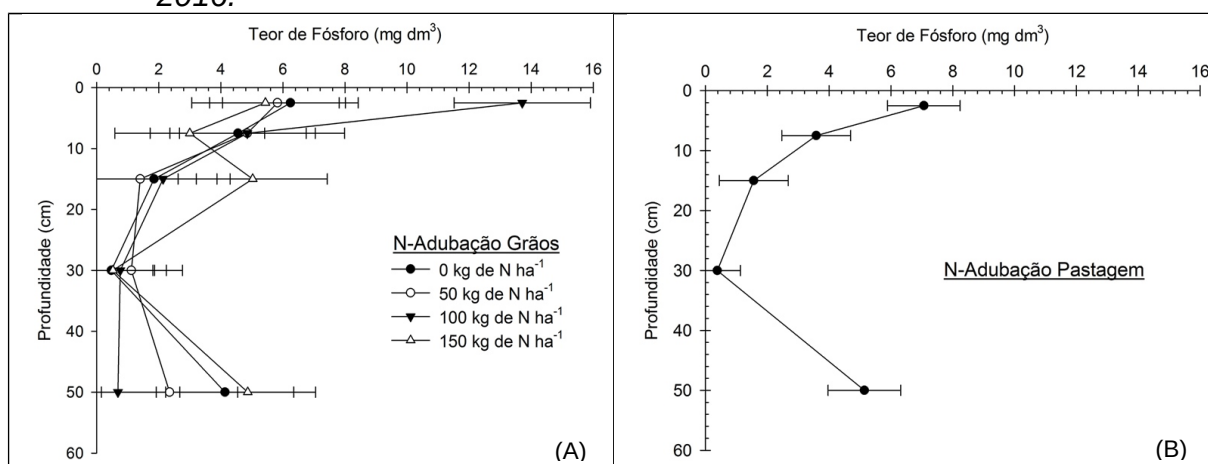 2010.
Teor de Fósforo (mg dm³)
0 2 4 6 8 10 12 14 16
0
10
20
30
40
50
60
Profundidade (cm)
N-Adubação Grãos
0 kg de N ha⁻¹
50 kg de N ha⁻¹
100 kg de N ha⁻¹
150 kg de N ha⁻¹
(A)
Teor de Fósforo (mg dm³)
0 2 4 6 8 10 12 14 16
0
10
20
30
40
50
60
Profundidade (cm)
N-Adubação Pastagem
(B)